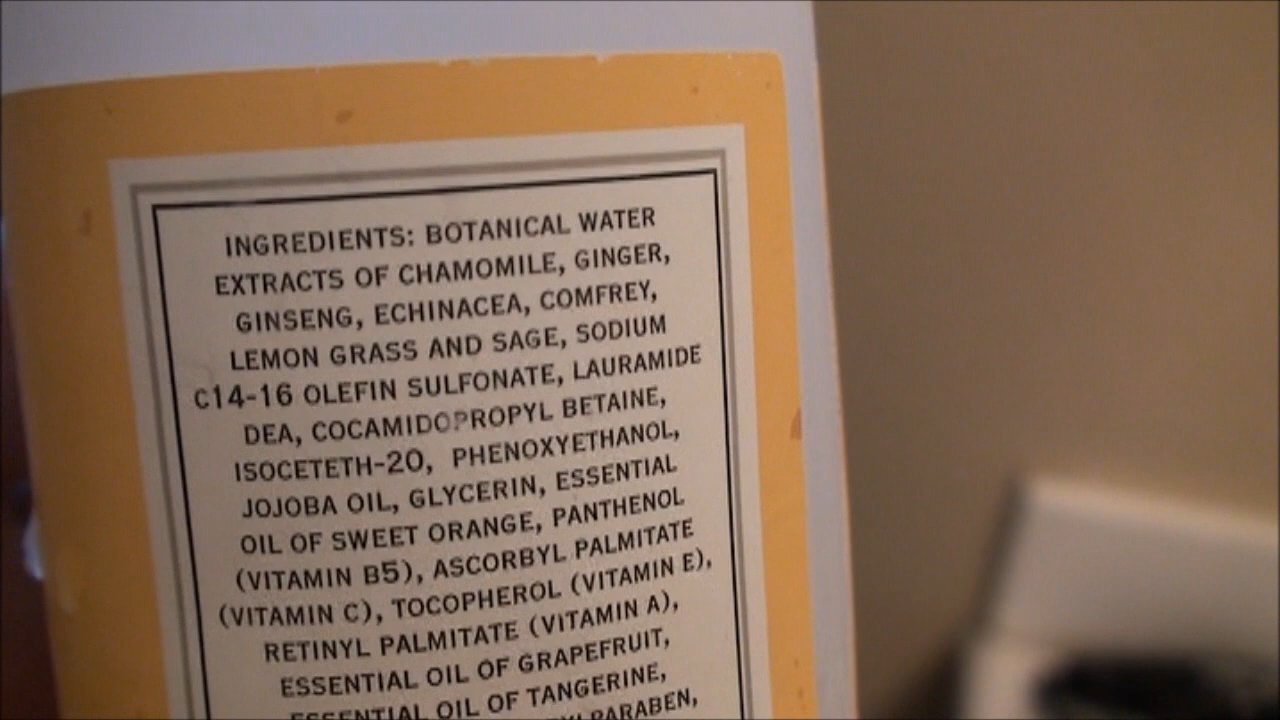 INGREDIENTS: BOTANICAL WATER
EXTRACTS OF CHAMOMILE, GINGER,
GINSENG, ECHINACEA, COMFREY,
LEMON GRASS AND SAGE, SODIUM
C14-16 OLEFIN SULFONATE, LAURAMIDE
DEA, COCAMIDOPROPYL BETAINE,
ISOCETETH-20, PHENOXYETHANOL,
JOJOBA OIL, GLYCERIN, ESSENTIAL
OIL OF SWEET ORANGE, PANTHENOL
(VITAMIN B5), ASCORBYL PALMITATE
(VITAMIN C), TOCOPHEROL (VITAMIN E),
RETINYL PALMITATE (VITAMIN A),
ESSENTIAL OIL OF GRAPEFRUIT,
ESSENTIAL OIL OF TANGERINE,